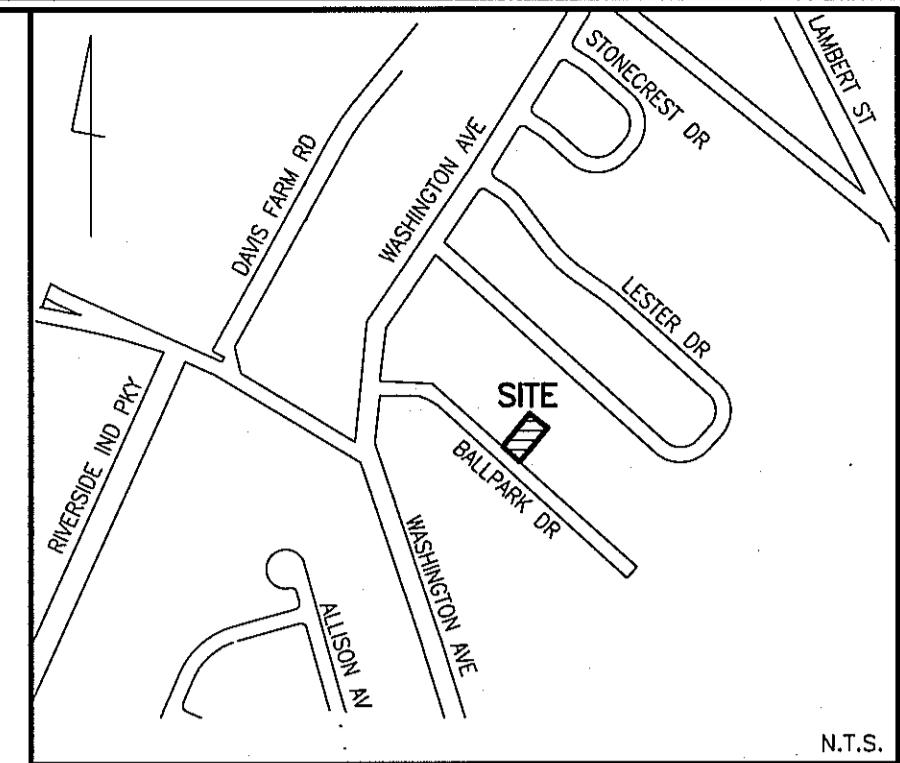 STONECREST DR
LAMBERT ST
WASHINGTON AVE
DAVIS FARM RD
LESTER DR
RIVERSIDE IND PKY
SITE
BALLPARK DR
WASHINGTON AVE
ALLISON AV
N.T.S.